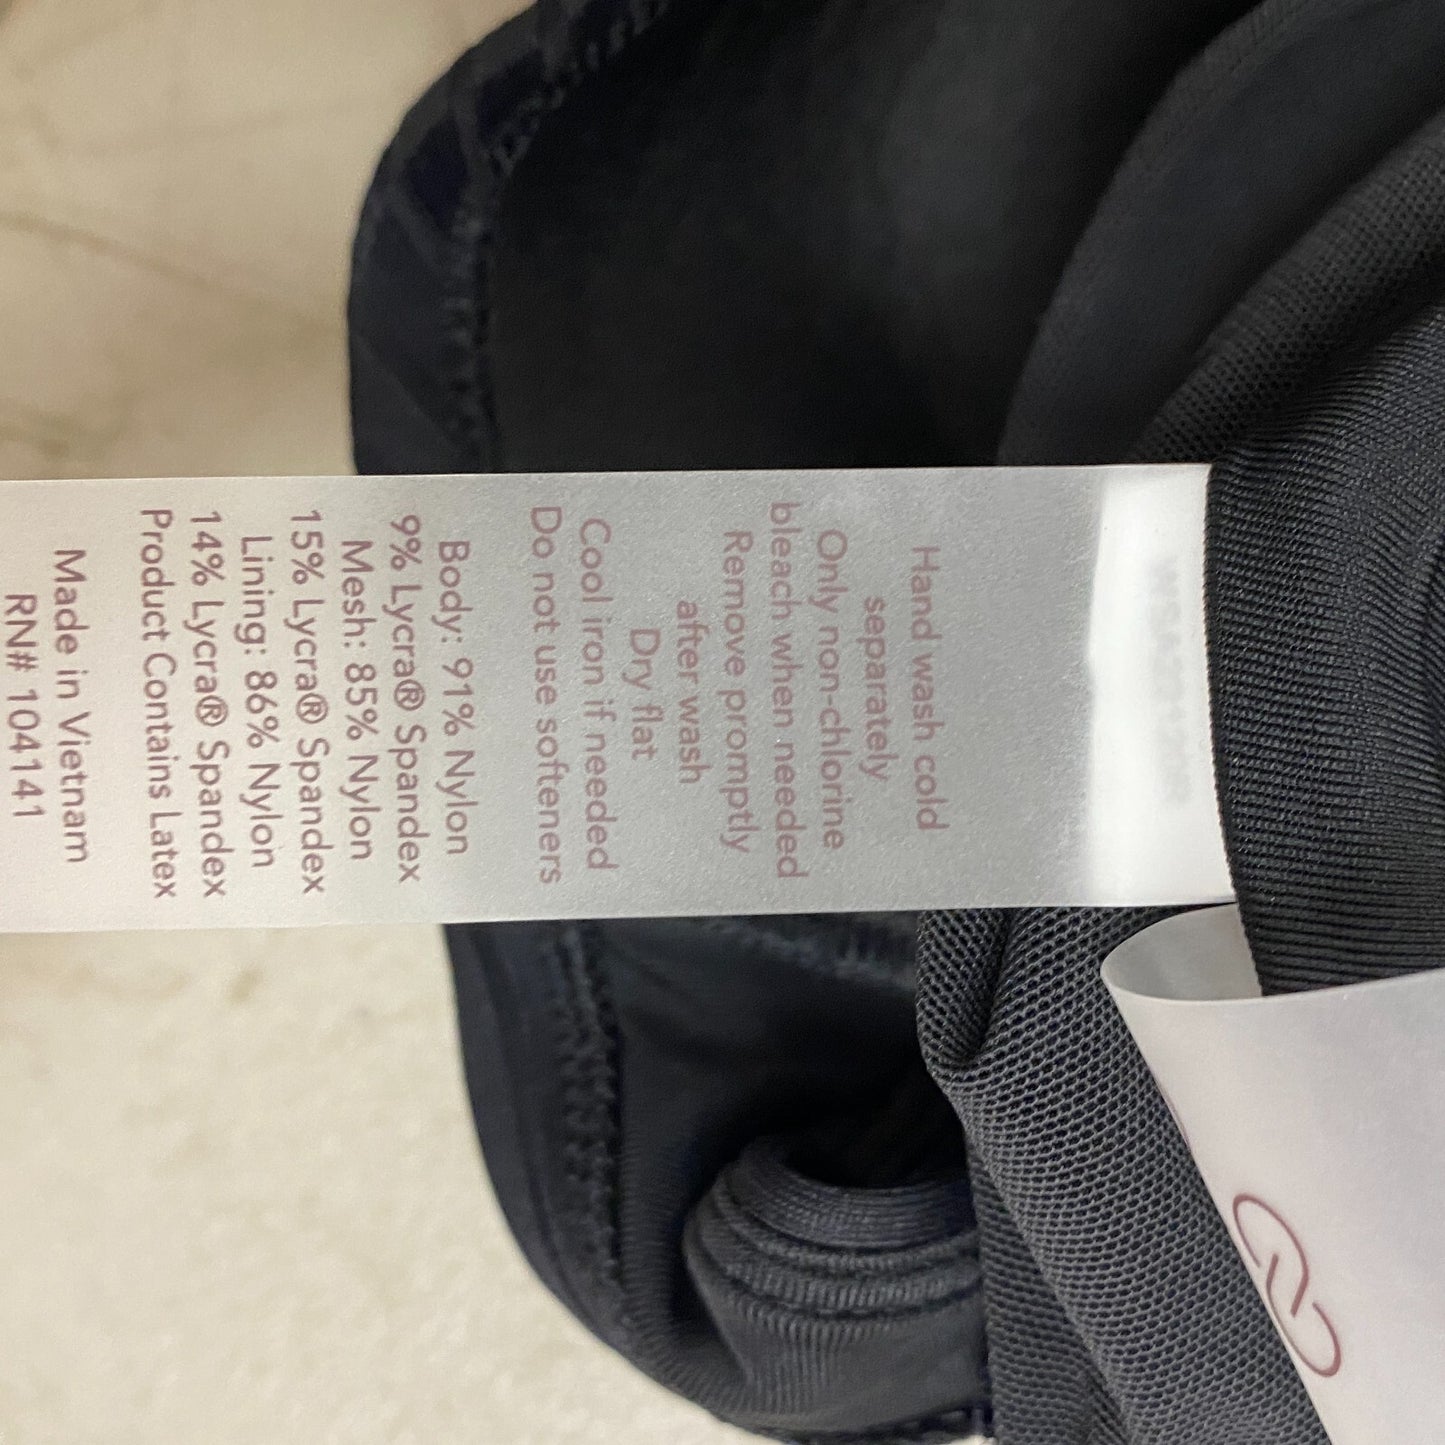 Hand wash cold
separately
Only non-chlorine
bleach when needed
Remove promptly
after wash
Dry flat
Cool iron if needed
Do not use softeners
Body: 91% Nylon
9% Lycra® Spandex
Mesh: 85% Nylon
15% Lycra® Spandex
Lining: 86% Nylon
14% Lycra® Spandex
Product Contains Latex
Made in Vietnam
RN# 104141